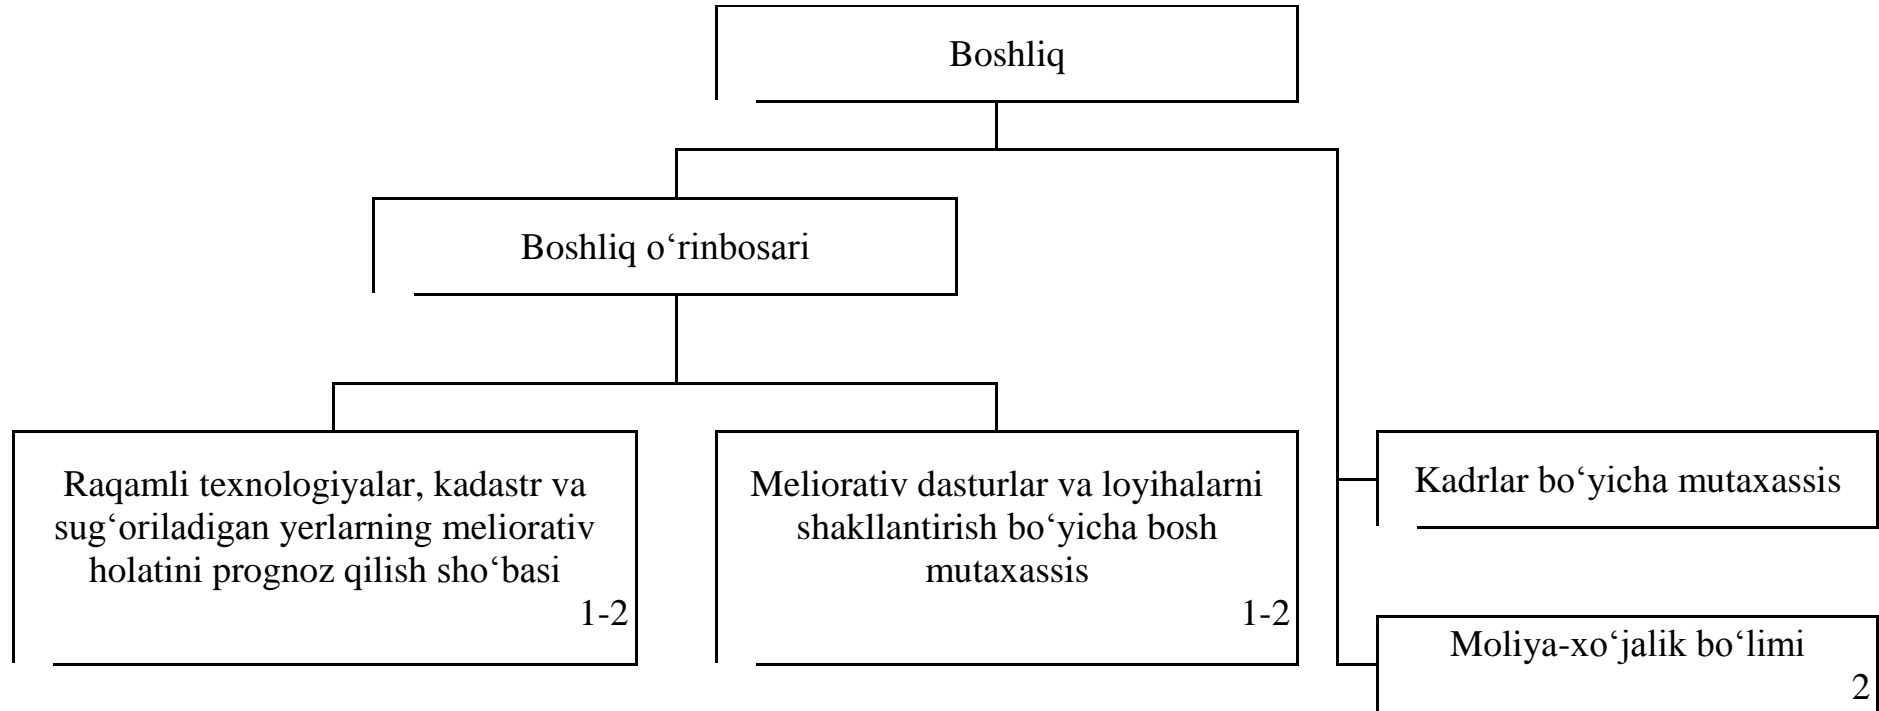 Boshliq
Boshliq o‘rinbosari
Raqamli texnologiyalar, kadastr va
sug‘oriladigan yerlarning meliorativ
holatini prognoz qilish sho‘basi
1-2
Meliorativ dasturlar va loyihalarni
shakllantirish bo‘yicha bosh
mutaxassis
1-2
Kadrlar bo‘yicha mutaxassis
Moliya-xo‘jalik bo‘limi
2